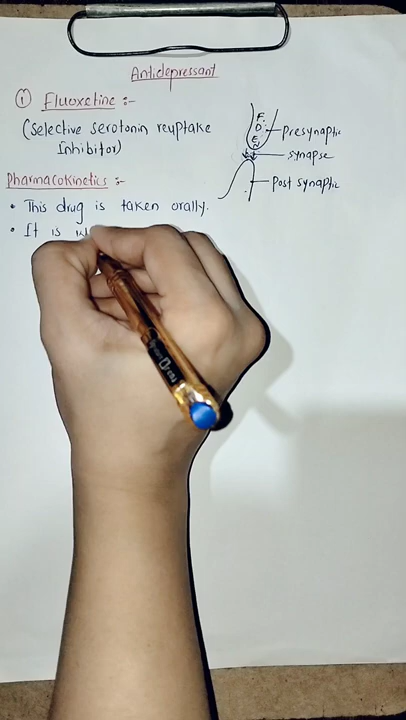 Antidepressant
① Fluoxetine :-
(Selective serotonin reuptake
Inhibitor)
F.
D.
E
N
Presynaptic
synapse
Post synaptic
Pharmacokinetics :-
• This drug is taken orally.
• It is